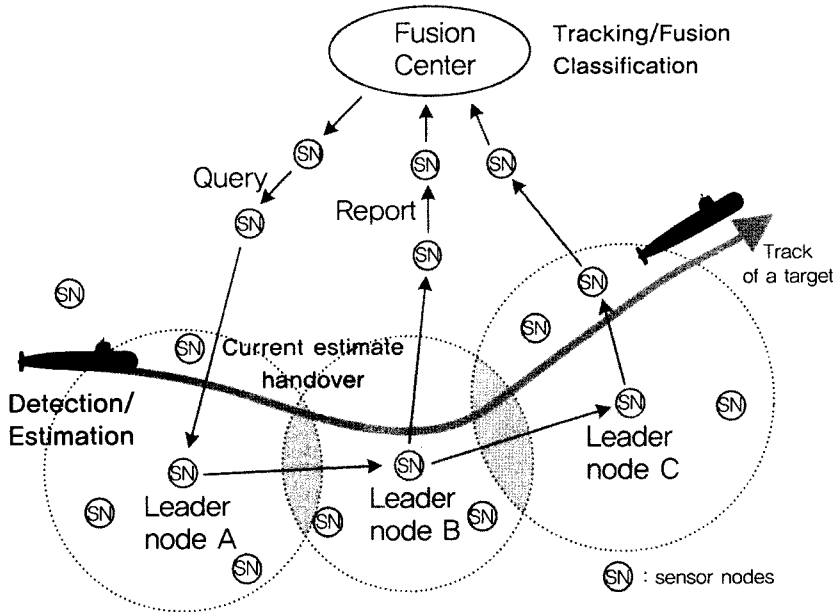 Fusion
Center
Tracking/Fusion
Classification
SN
SN
SN
Query
SN
Report
SN
SN
SN
Track
of a target
SN
SN
SN
Current estimate
handover
Detection/
Estimation
SN
SN
Leader
node C
SN
SN
Leader
node A
Leader
node B
SN
SN
SN
SN
SN : sensor nodes